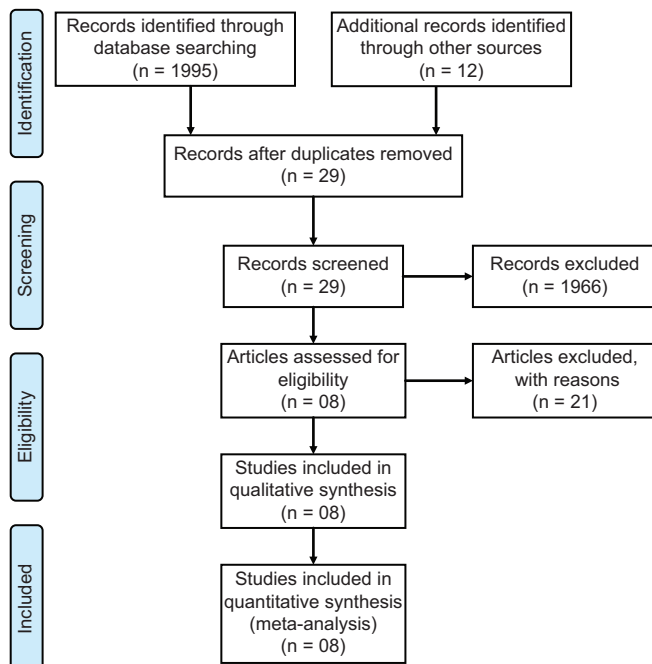 Identification
Records identified through
database searching
(n = 1995)
Additional records identified
through other sources
(n = 12)
Records after duplicates removed
(n = 29)
Screening
Records screened
(n = 29)
Records excluded
(n = 1966)
Eligibility
Articles assessed for
eligibility
(n = 08)
Articles excluded,
with reasons
(n = 21)
Studies included in
qualitative synthesis
(n = 08)
Included
Studies included in
quantitative synthesis
(meta-analysis)
(n = 08)